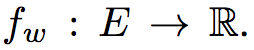 f_w : E → ℝ.